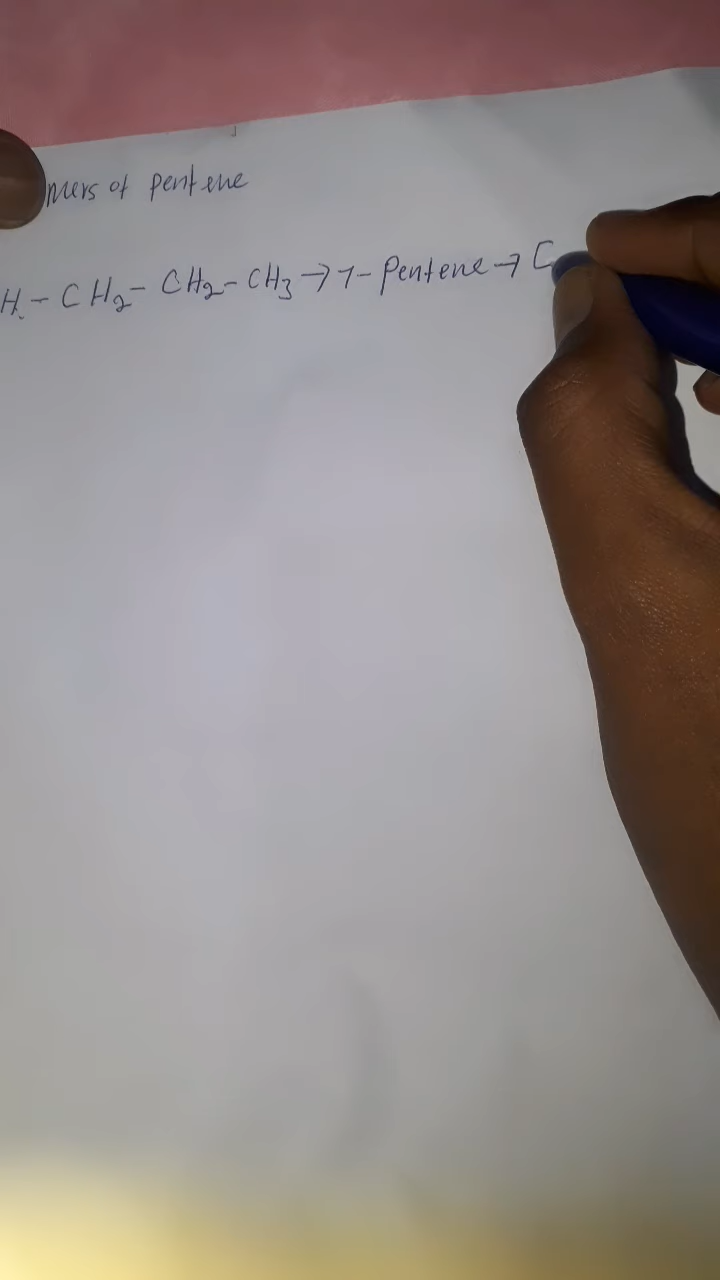 mers of pentene
H - CH2 - CH2 - CH3 → 1 - Pentene → C